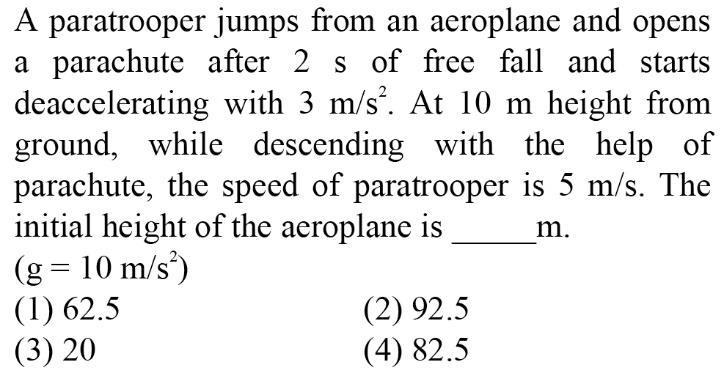 A paratrooper jumps from an aeroplane and opens
a parachute after 2 s of free fall and starts
deaccelerating with 3 m/s². At 10 m height from
ground, while descending with the help of
parachute, the speed of paratrooper is 5 m/s. The
initial height of the aeroplane is _____m.
(g = 10 m/s²)
(1) 62.5 (2) 92.5
(3) 20 (4) 82.5